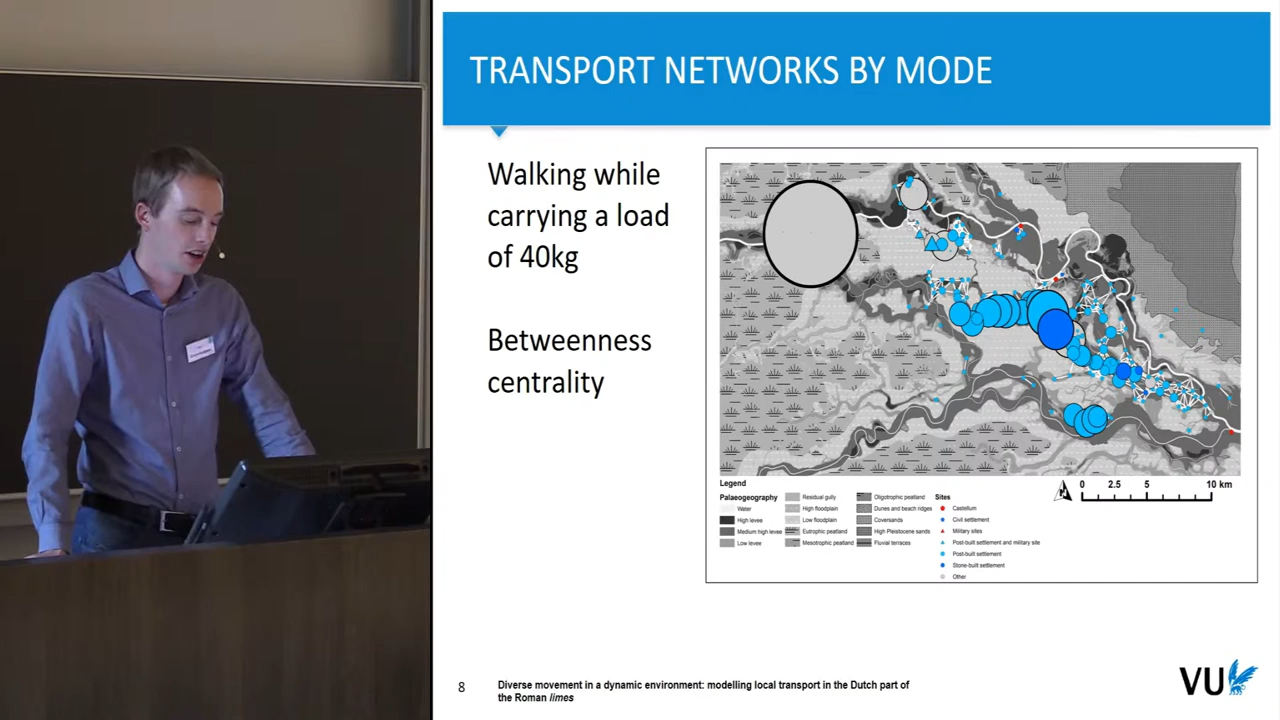 TRANSPORT NETWORKS BY MODE
Walking while
carrying a load
of 40kg
Betweenness
centrality
0 2.5 5 10 km
Legend
Palaeogeography
Water
High levee
Medium high levee
Low levee
Residual gully
High floodplain
Low floodplain
Eutrophic peatland
Mesotrophic peatland
Oligotrophic peatland
Dunes and beach ridges
Coversands
High Pleistocene sands
Fluvial terraces
Sites
Castellum
Civil settlement
Military sites
Post-built settlement and military site
Post-built settlement
Stone-built settlement
Other
8
Diverse movement in a dynamic environment: modelling local transport in the Dutch part of
the Roman limes
VU